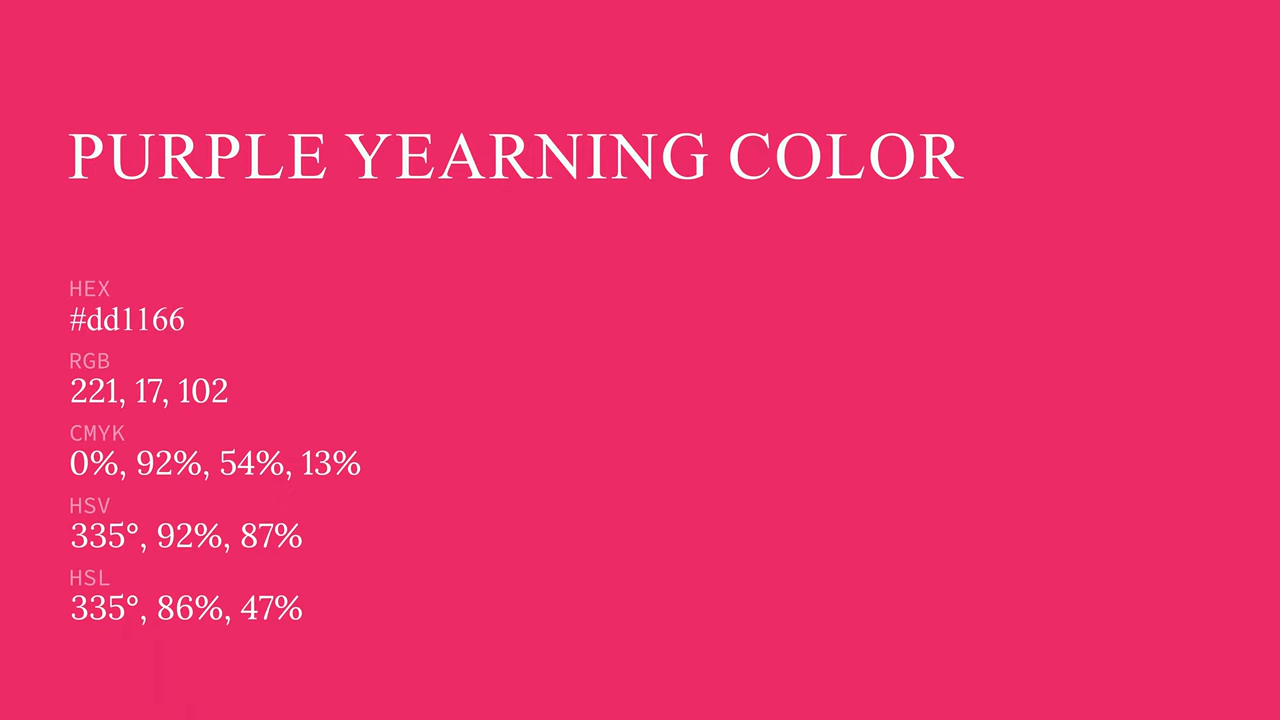 PURPLE YEARNING COLOR
HEX
#dd1166
RGB
221, 17, 102
CMYK
0%, 92%, 54%, 13%
HSV
335°, 92%, 87%
HSL
335°, 86%, 47%